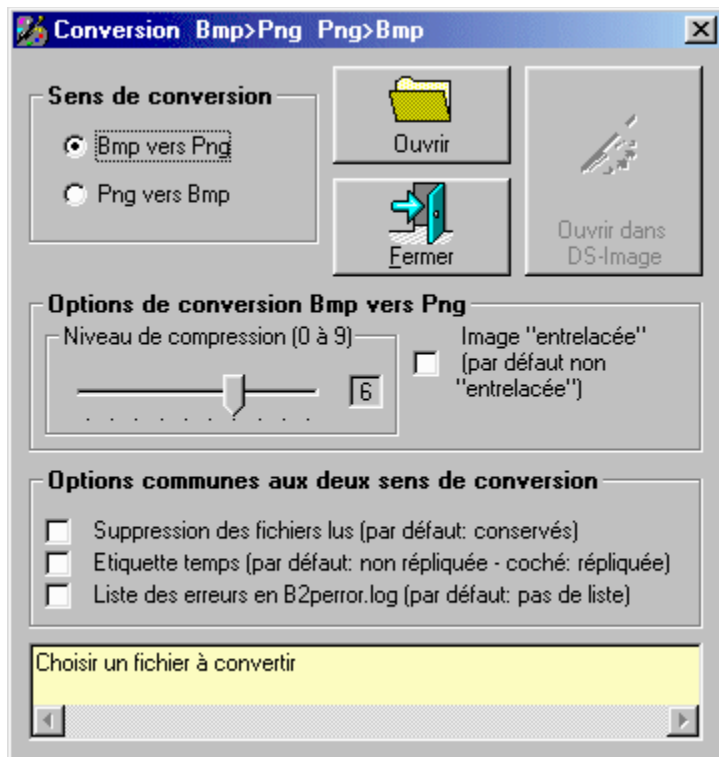 Conversion Bmp>Png Png>Bmp
Sens de conversion
Bmp vers Png
Png vers Bmp
Ouvrir
Fermer
Ouvrir dans
DS-Image
Options de conversion Bmp vers Png
Niveau de compression (0 à 9)
6
Image "entrelacée"
(par défaut non
"entrelacée")
Options communes aux deux sens de conversion
Suppression des fichiers lus (par défaut: conservés)
Etiquette temps (par défaut: non répliquée - coché: répliquée)
Liste des erreurs en B2perror.log (par défaut: pas de liste)
Choisir un fichier à convertir